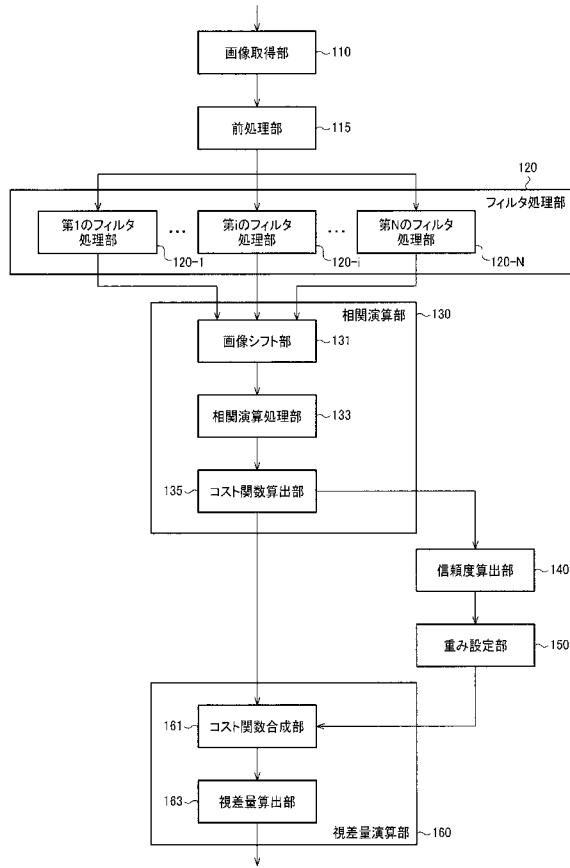 画像取得部
110
前処理部
115
120
フィルタ処理部
第1のフィルタ
処理部
120-1
…
第iのフィルタ
処理部
120-i
…
第Nのフィルタ
処理部
120-N
相関演算部
130
画像シフト部
131
相関演算処理部
133
135
コスト関数算出部
信頼度算出部
140
重み設定部
150
161
コスト関数合成部
163
視差量算出部
視差量演算部
160